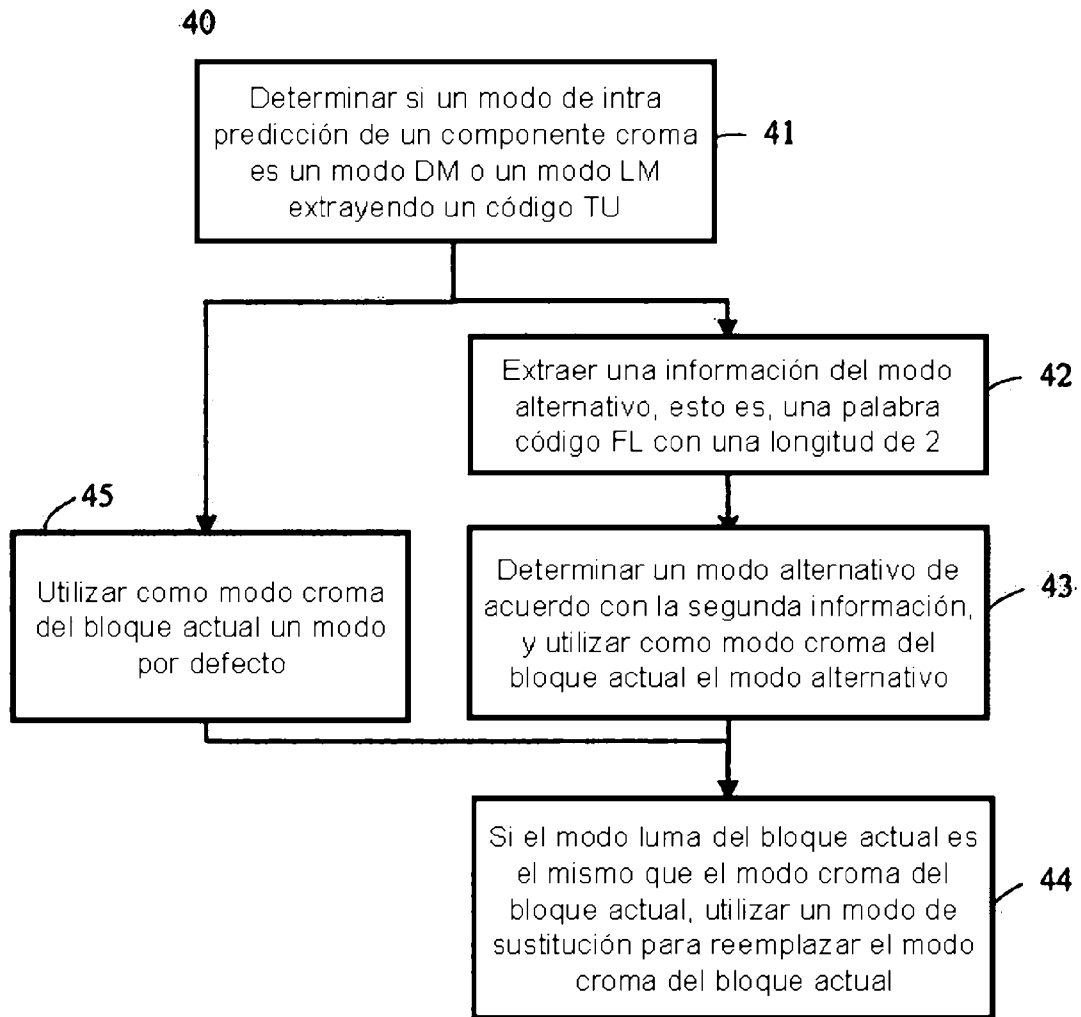 40
Determinar si un modo de intra
predicción de un componente croma
es un modo DM o un modo LM
extrayendo un código TU
41
Extraer una información del modo
alternativo, esto es, una palabra
código FL con una longitud de 2
42
45
Utilizar como modo croma
del bloque actual un modo
por defecto
Determinar un modo alternativo de
acuerdo con la segunda información,
y utilizar como modo croma del
bloque actual el modo alternativo
43
Si el modo luma del bloque actual es
el mismo que el modo croma del
bloque actual, utilizar un modo de
sustitución para reemplazar el modo
croma del bloque actual
44